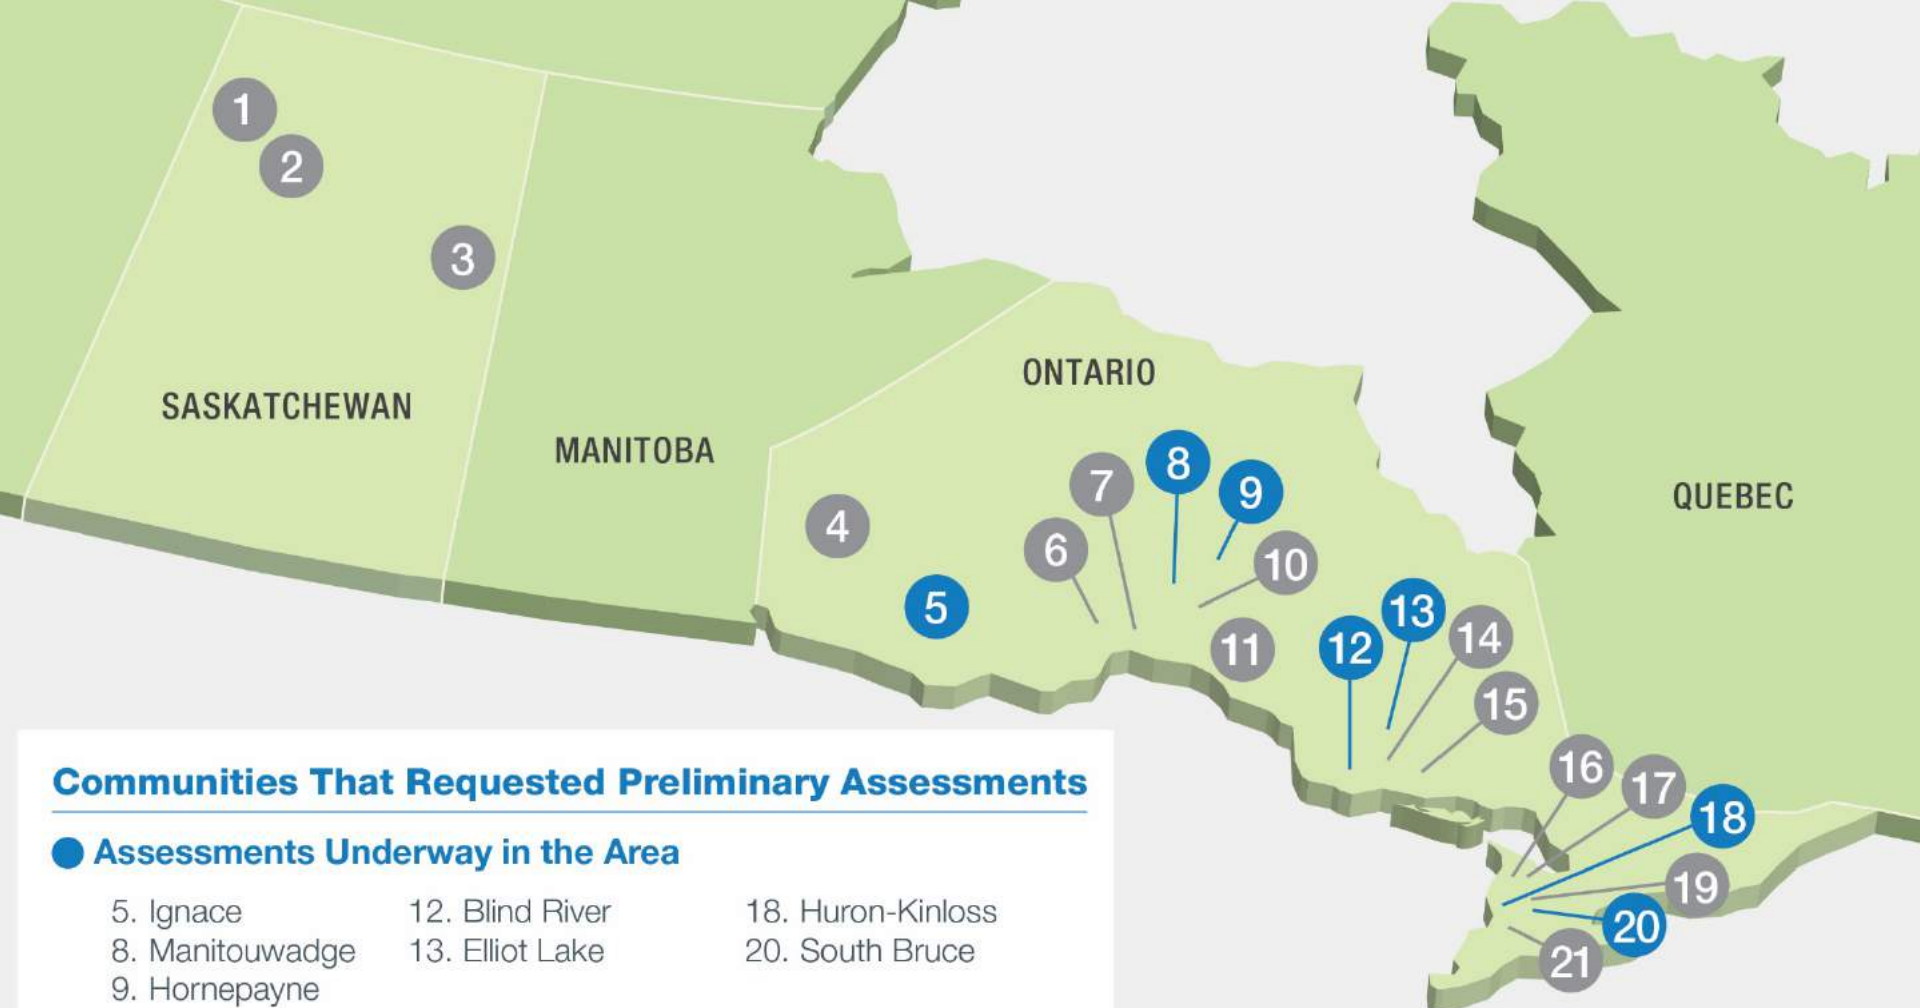 1
2
3
SASKATCHEWAN
MANITOBA
ONTARIO
QUEBEC
4
5
6
7
8
9
10
11
12
13
14
15
16
17
18
19
20
21
Communities That Requested Preliminary Assessments
Assessments Underway in the Area
5. Ignace
8. Manitouwadge
9. Hornepayne
12. Blind River
13. Elliot Lake
18. Huron-Kinloss
20. South Bruce